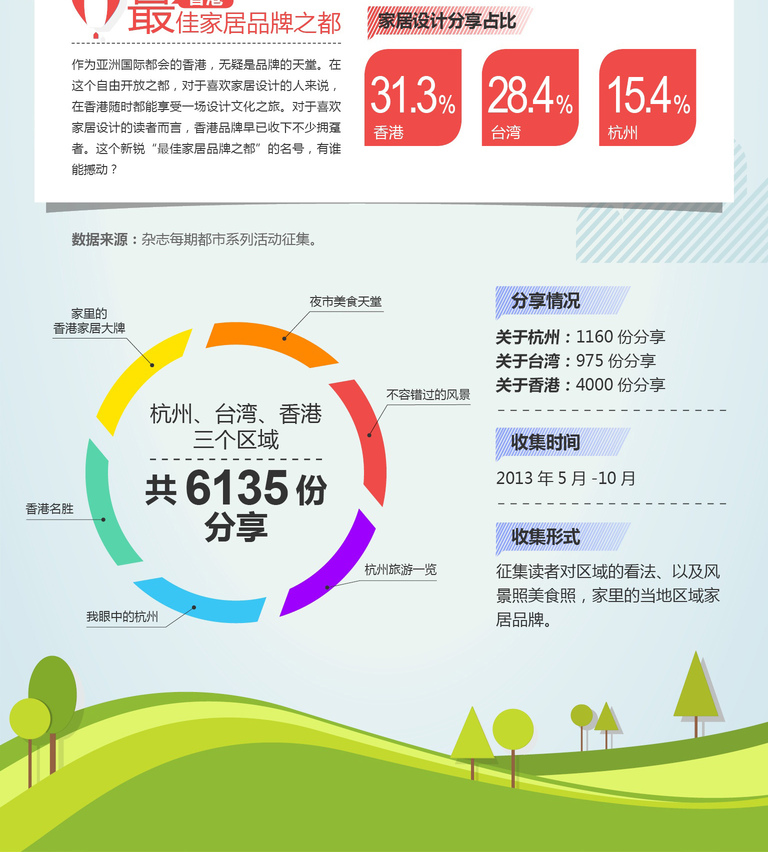 香港
最佳家居品牌之都
作为亚洲国际都会的香港，无疑是品牌的天堂。在
这个自由开放之都，对于喜欢家居设计的人来说，
在香港随时都能享受一场设计文化之旅。对于喜欢
家居设计的读者而言，香港品牌早已收下不少拥趸
者。这个新锐“最佳家居品牌之都”的名号，有谁
能撼动？
家居设计分享占比
31.3%
香港
28.4%
台湾
15.4%
杭州
数据来源：杂志每期都市系列活动征集。
家里的
香港家居大牌
夜市美食天堂
不容错过的风景
杭州旅游一览
我眼中的杭州
香港名胜
杭州、台湾、香港
三个区域
共 6135 份
分享
分享情况
关于杭州：1160 份分享
关于台湾：975 份分享
关于香港：4000 份分享
收集时间
2013 年 5 月 -10 月
收集形式
征集读者对区域的看法、以及风
景照美食照，家里的当地区域家
居品牌。